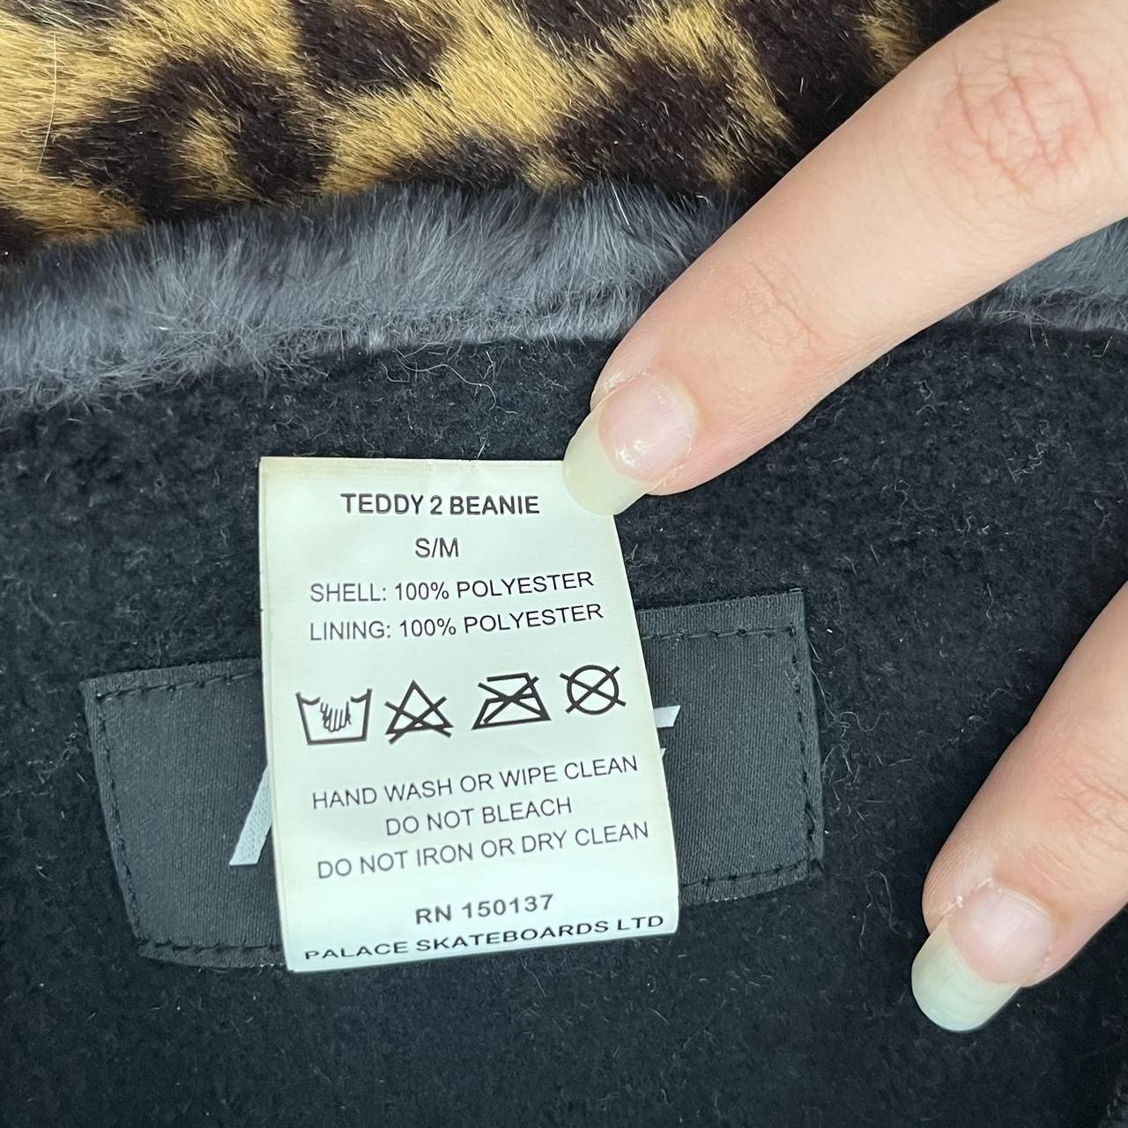 TEDDY 2 BEANIE
S/M
SHELL: 100% POLYESTER
LINING: 100% POLYESTER
HAND WASH OR WIPE CLEAN
DO NOT BLEACH
DO NOT IRON OR DRY CLEAN
RN 150137
PALACE SKATEBOARDS LTD